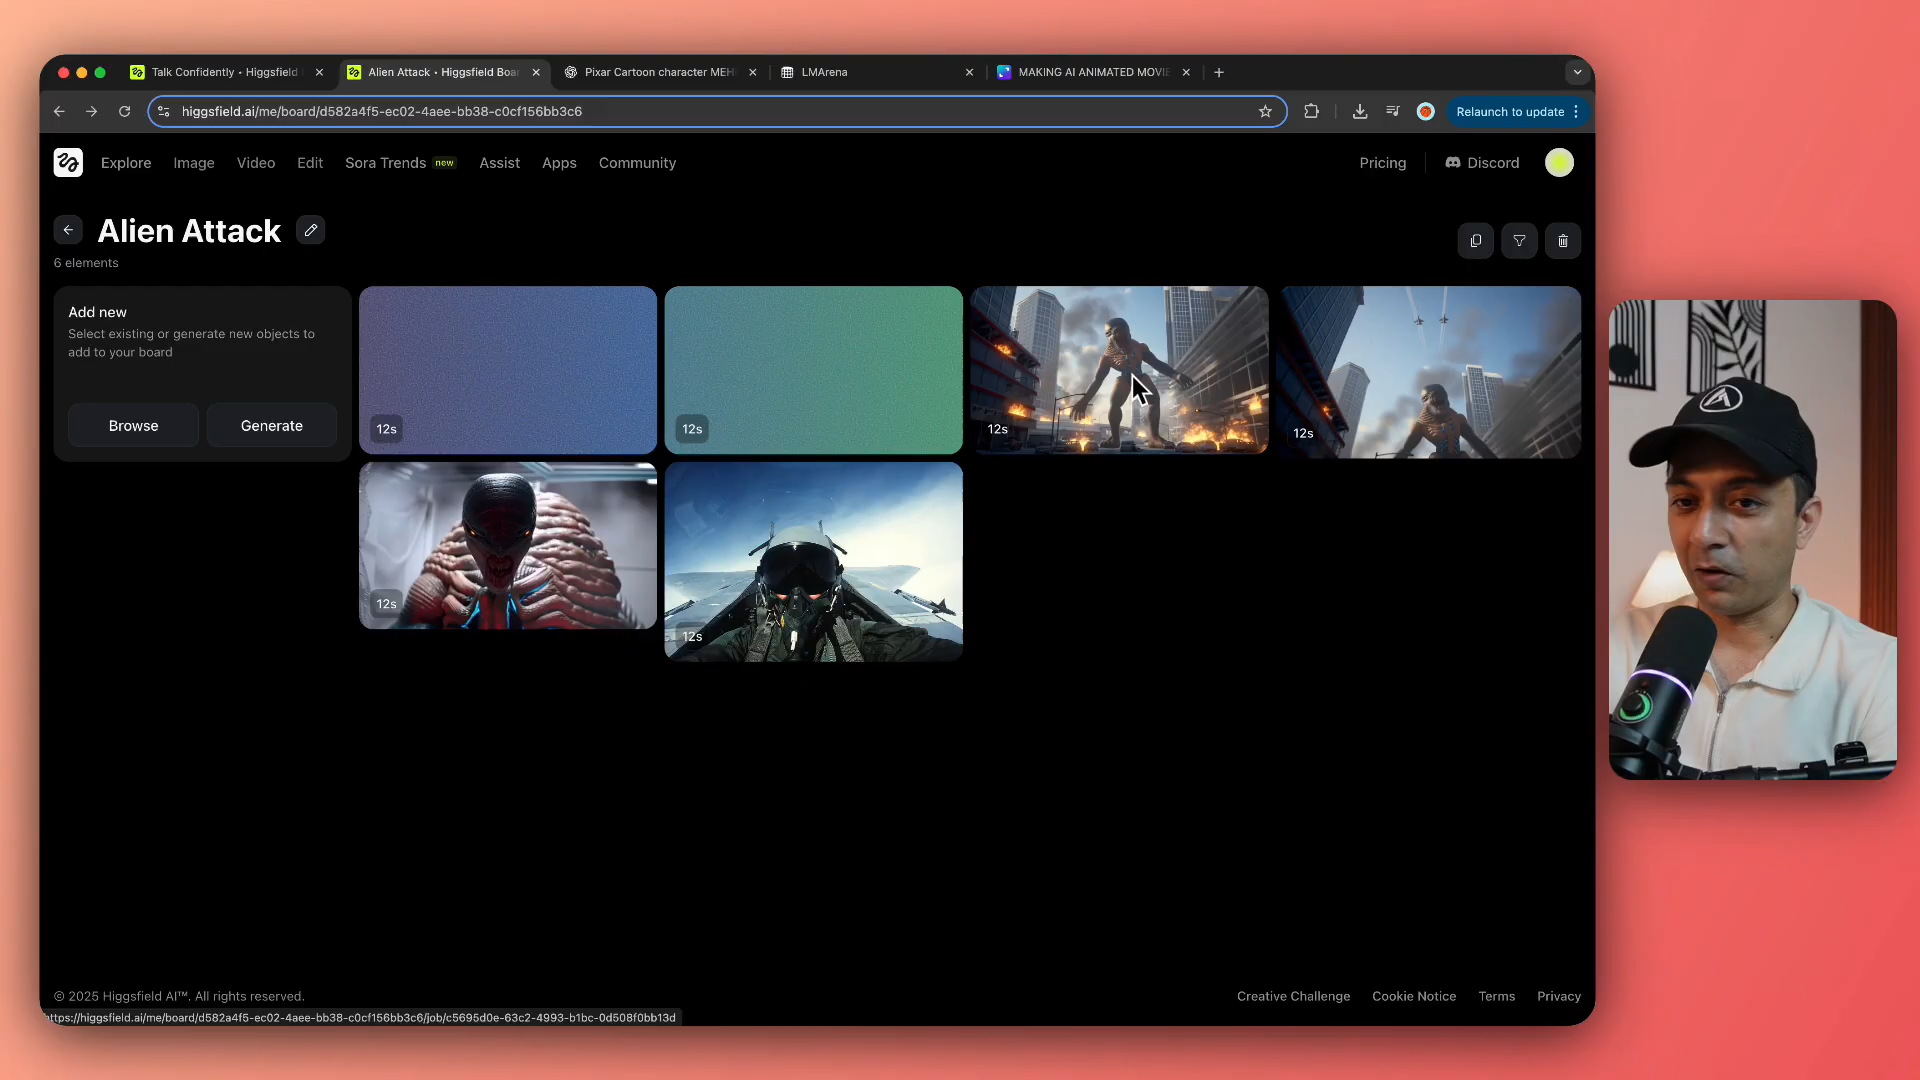 Talk Confidently • Higgsfield
Alien Attack • Higgsfield Boar
Pixar Cartoon character MEH
LMArena
MAKING AI ANIMATED MOVIE
higgsfield.ai/me/board/d582a4f5-ec02-4aee-bb38-c0cf156bb3c6
Relaunch to update
Explore
Image
Video
Edit
Sora Trends new
Assist
Apps
Community
Pricing
Discord
Alien Attack
6 elements
Add new
Select existing or generate new objects to
add to your board
Browse
Generate
12s
12s
12s
12s
12s
12s
© 2025 Higgsfield AI™. All rights reserved.
Creative Challenge
Cookie Notice
Terms
Privacy
https://higgsfield.ai/me/board/d582a4f5-ec02-4aee-bb38-c0cf156bb3c6/job/c5695d0e-63c2-4993-b1bc-0d508f0bb13d